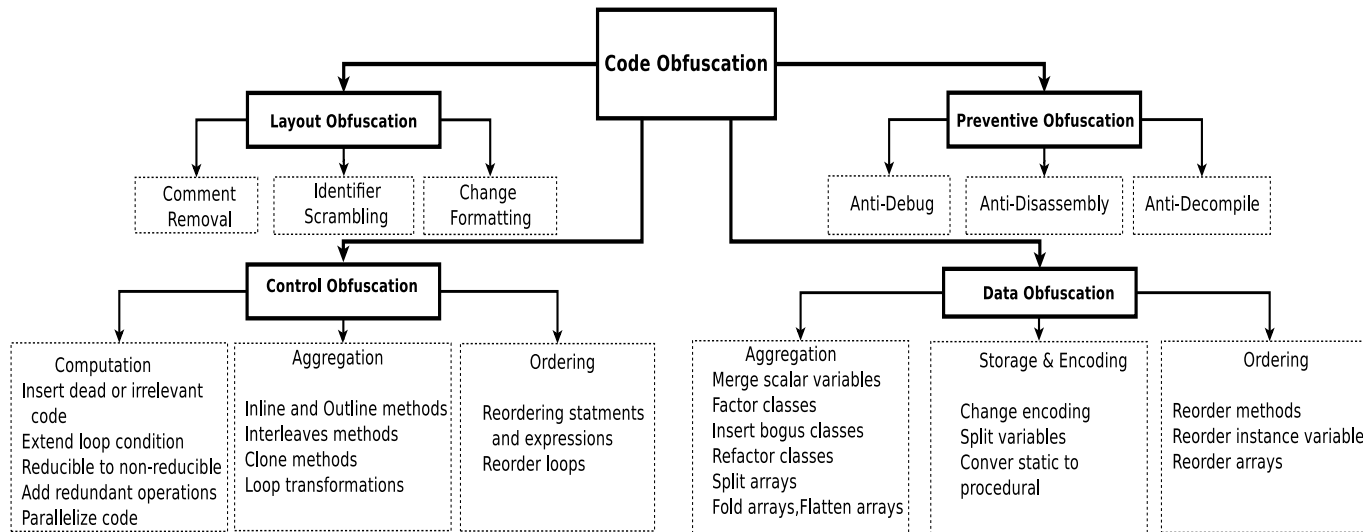 Code Obfuscation
Layout Obfuscation
Preventive Obfuscation
Comment
Removal
Identifier
Scrambling
Change
Formatting
Anti-Debug
Anti-Disassembly
Anti-Decompile
Control Obfuscation
Data Obfuscation
Computation
Insert dead or irrelevant
code
Extend loop condition
Reducible to non-reducible
Add redundant operations
Parallelize code
Aggregation
Inline and Outline methods
Interleaves methods
Clone methods
Loop transformations
Ordering
Reordering statments
and expressions
Reorder loops
Aggregation
Merge scalar variables
Factor classes
Insert bogus classes
Refactor classes
Split arrays
Fold arrays,Flatten arrays
Storage & Encoding
Change encoding
Split variables
Conver static to
procedural
Ordering
Reorder methods
Reorder instance variable
Reorder arrays